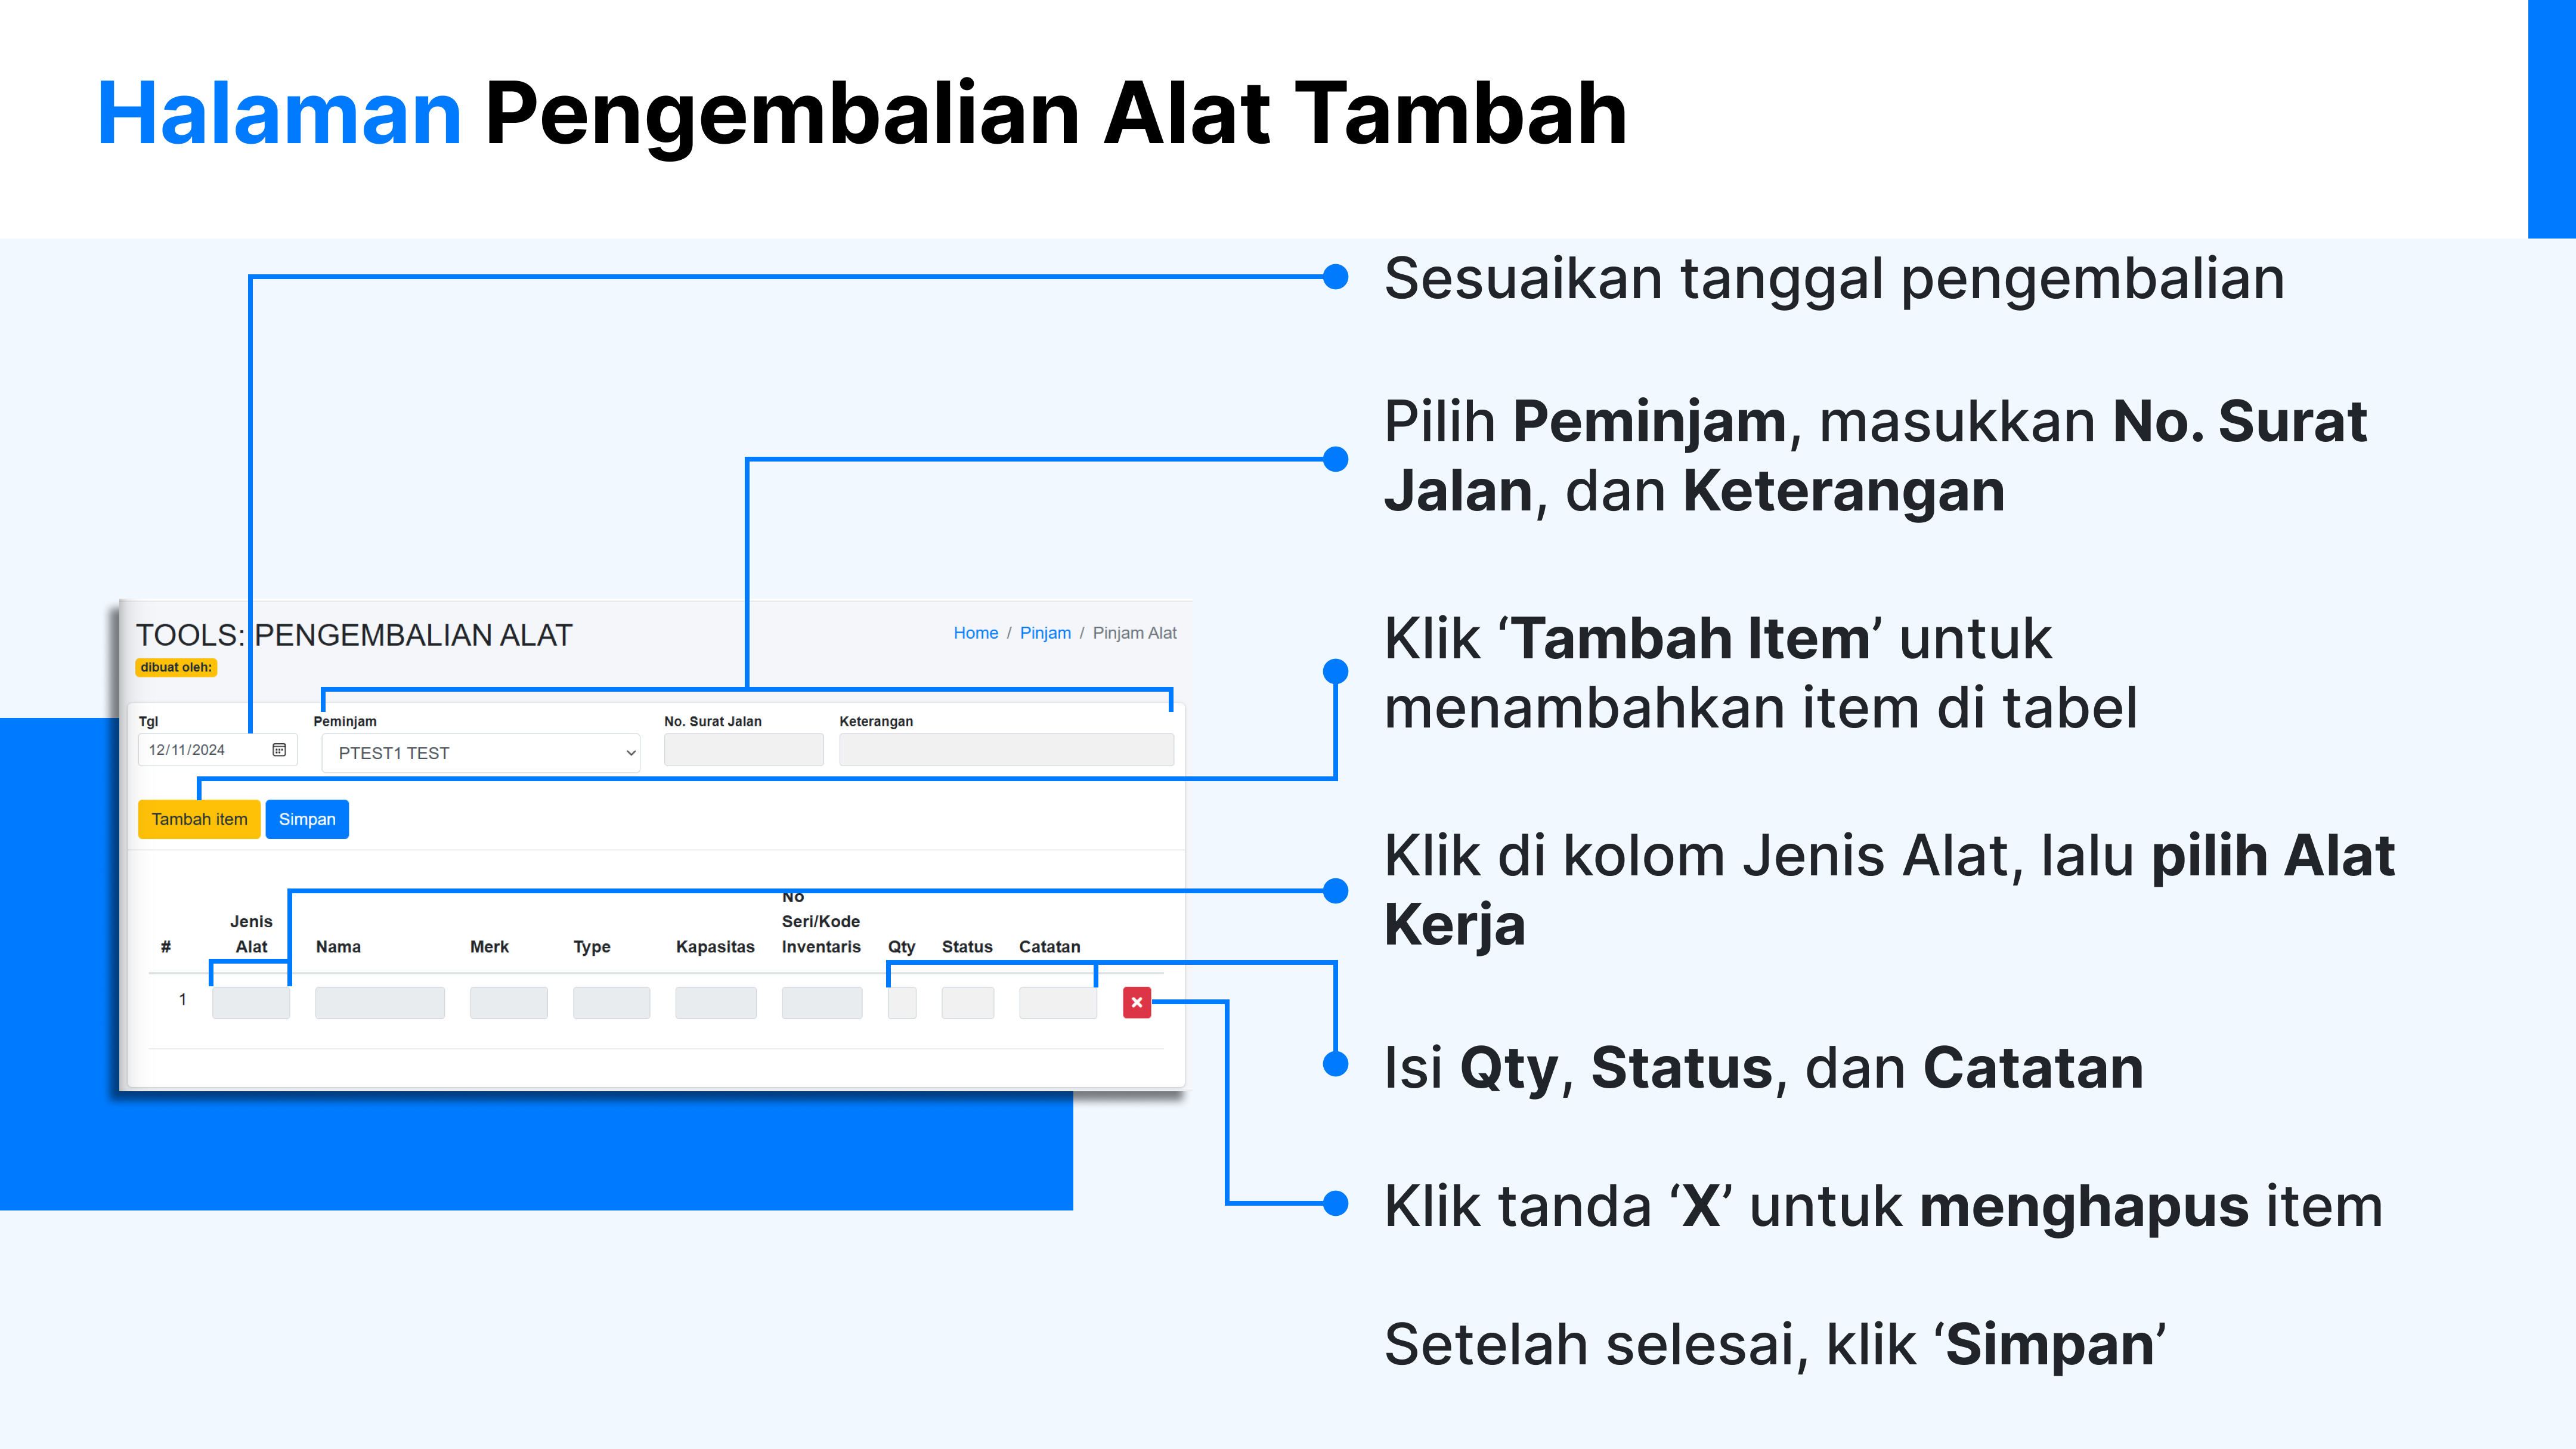 Halaman Pengembalian Alat Tambah
Sesuaikan tanggal pengembalian
Pilih Peminjam, masukkan No. Surat
Jalan, dan Keterangan
Klik ‘Tambah Item’ untuk
menambahkan item di tabel
Klik di kolom Jenis Alat, lalu pilih Alat
Kerja
Isi Qty, Status, dan Catatan
Klik tanda ‘X’ untuk menghapus item
Setelah selesai, klik ‘Simpan’
TOOLS: PENGEMBALIAN ALAT
Home / Pinjam / Pinjam Alat
dibuat oleh:
Tgl Peminjam No. Surat Jalan Keterangan
12/11/2024 PTEST1 TEST
Tambah item Simpan
# Jenis Alat Nama Merk Type Kapasitas No Seri/Kode Inventaris Qty Status Catatan
1